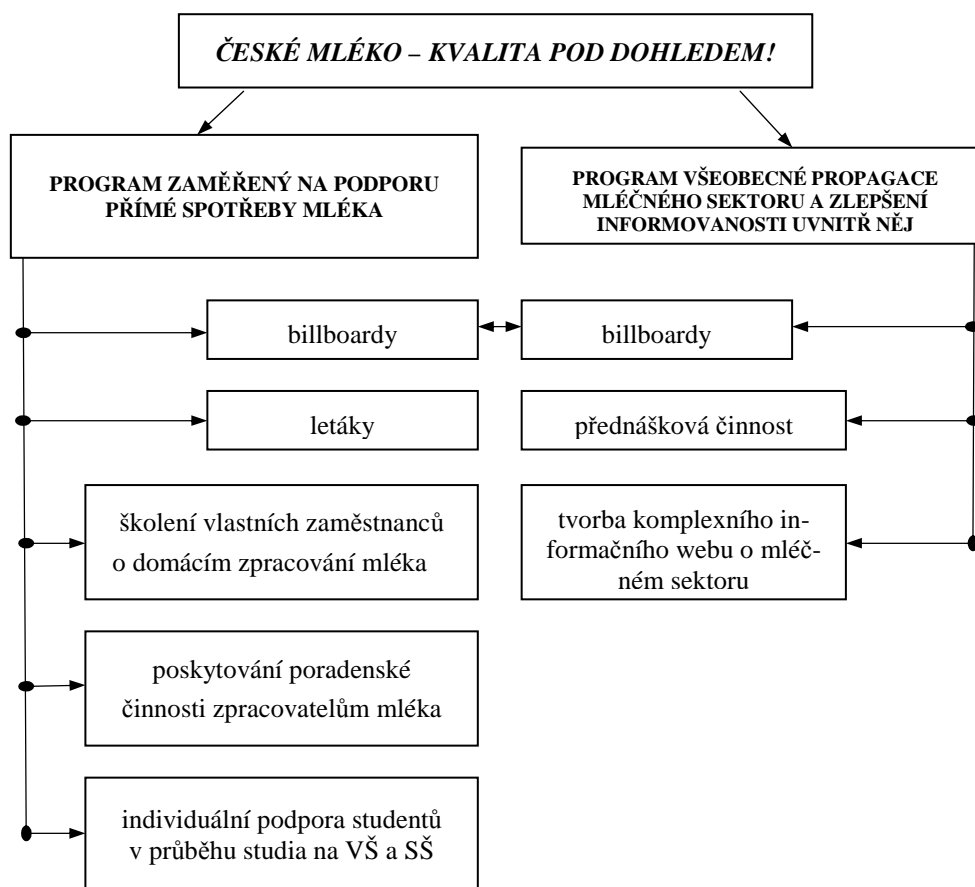 ČESKÉ MLÉKO – KVALITA POD DOHLEDEM!
PROGRAM ZAMĚŘENÝ NA PODPORU
PŘÍMÉ SPOTŘEBY MLÉKA
PROGRAM VŠEOBECNÉ PROPAGACE
MLÉČNÉHO SEKTORU A ZLEPŠENÍ
INFORMOVANOSTI UVNITŘ NĚJ
billboardy
billboardy
letáky
přednášková činnost
školení vlastních zaměstnanců
o domácím zpracování mléka
tvorba komplexního in-
formačního webu o mléč-
ném sektoru
poskytování poradenské
činnosti zpracovatelům mléka
individuální podpora studentů
v průběhu studia na VŠ a SŠ